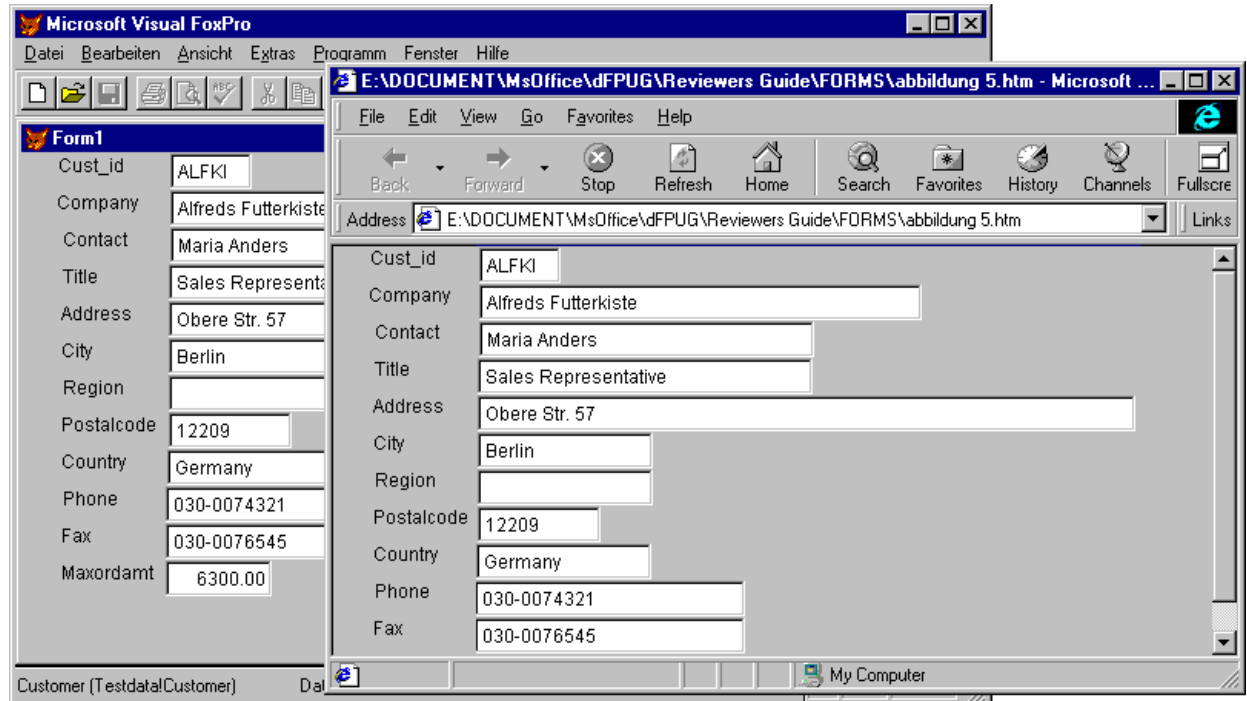 Microsoft Visual FoxPro
Datei Bearbeiten Ansicht Extras Programm Fenster Hilfe
ABC
Form1
Cust_id ALFKI
Company Alfreds Futterkiste
Contact Maria Anders
Title Sales
Address Obere Str. 57
City Berlin
Region
Postalcode 12209
Country Germany
Phone 030-0074321
Fax 030-0076545
Maxordamt 6300.00
Customer (Testdata!Customer)
E:\DOCUMENT\MsOffice\dFPUG\Reviewers Guide\FORMS\abbildung 5.htm - Microsoft ...
File Edit View Go Favorites Help
Back Forward Stop Refresh Home Search Favorites History Channels Fullscre
Address E:\DOCUMENT\MsOffice\dFPUG\Reviewers Guide\FORMS\abbildung 5.htm Links
Cust_id ALFKI
Company Alfreds Futterkiste
Contact Maria Anders
Title Sales Representative
Address Obere Str. 57
City Berlin
Region
Postalcode 12209
Country Germany
Phone 030-0074321
Fax 030-0076545
My Computer